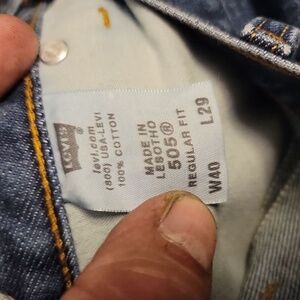 LEVI'S
levi.com
(800) USA-LEVI
100% COTTON
MADE IN
LESOTHO
505®
REGULAR FIT
W40 L29